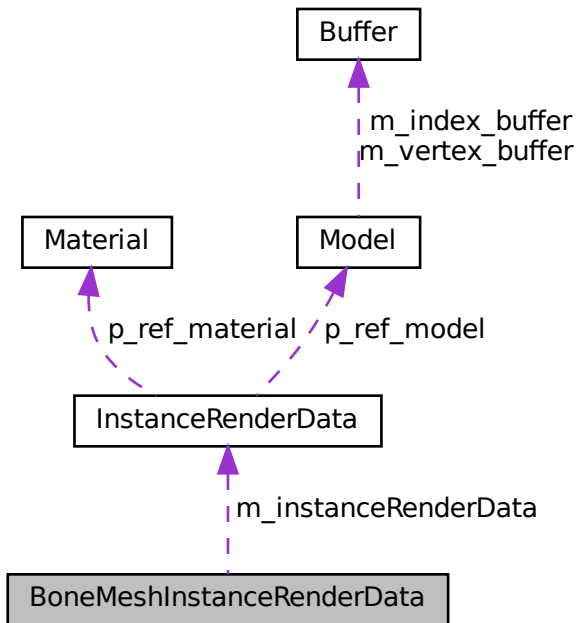 Buffer
m_index_buffer
m_vertex_buffer
Material
Model
p_ref_material
p_ref_model
InstanceRenderData
m_instanceRenderData
BoneMeshInstanceRenderData